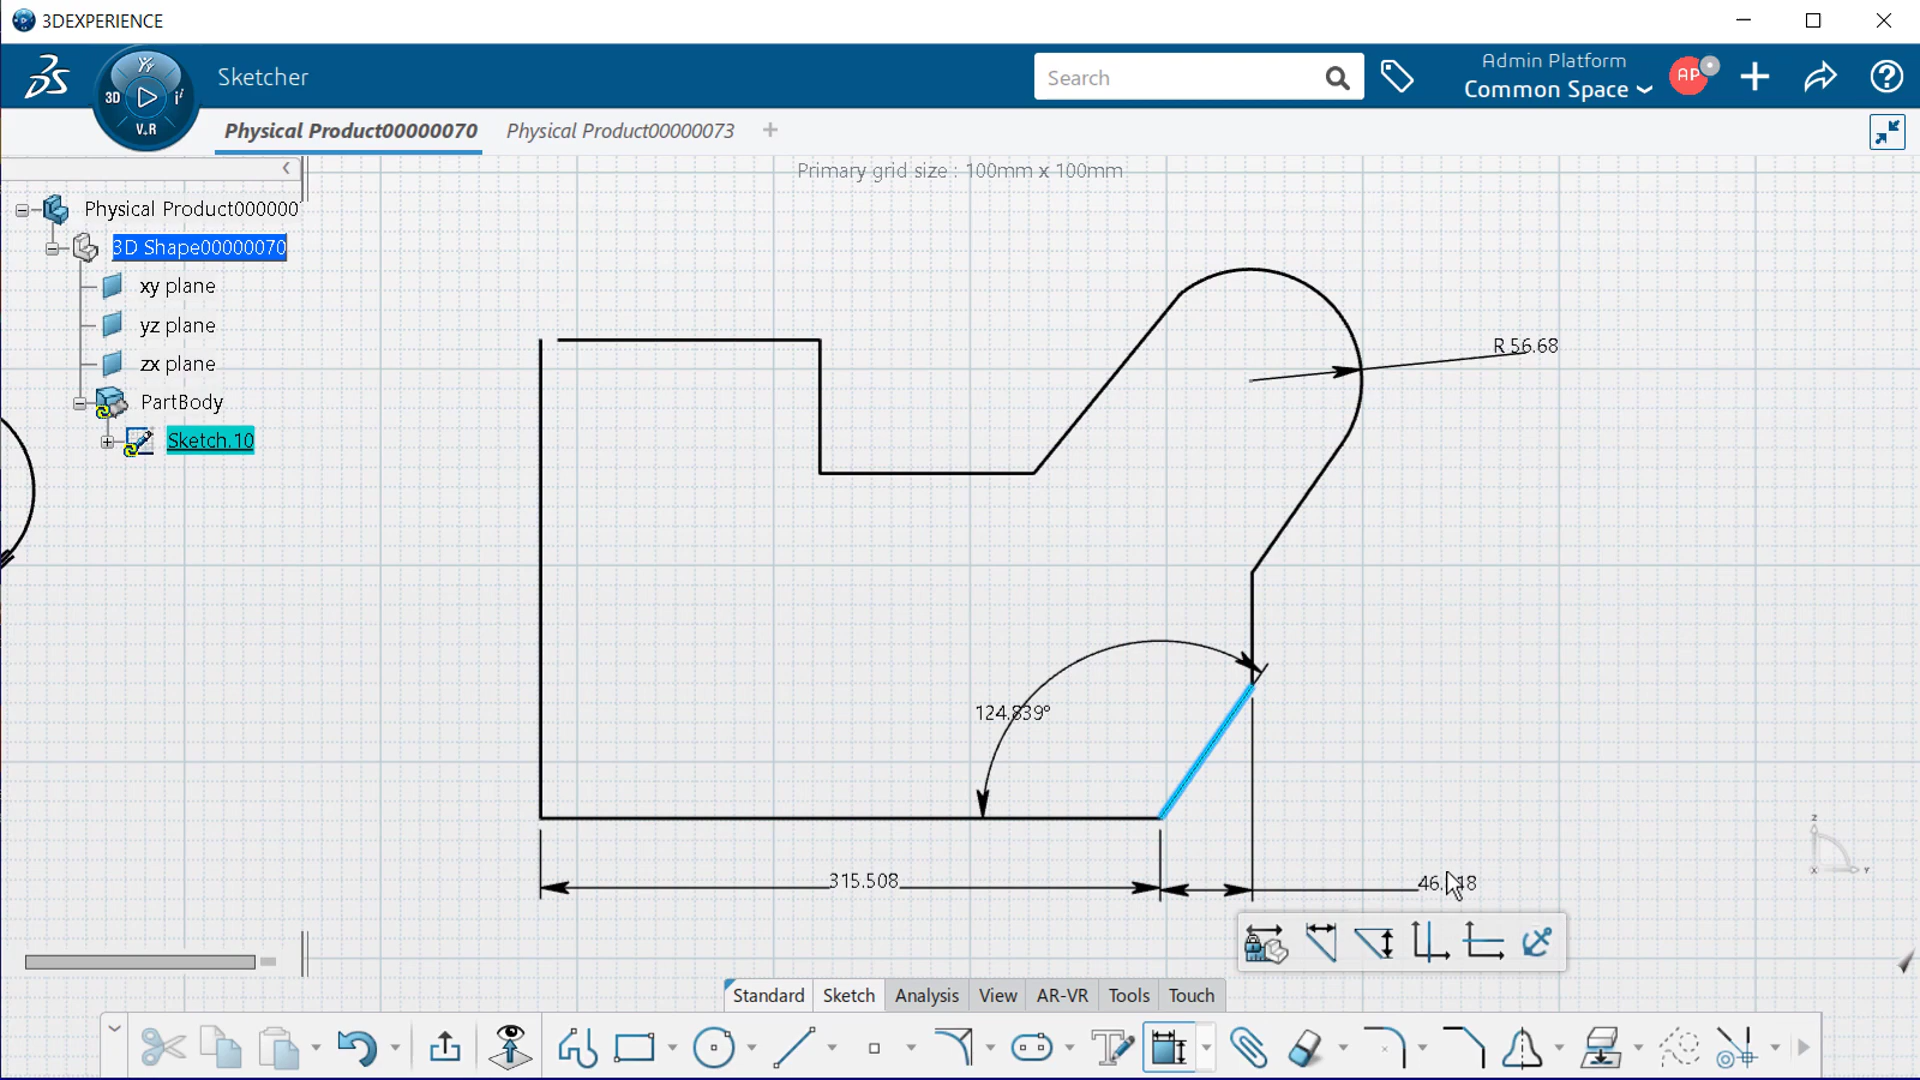 3DEXPERIENCE
Sketcher
Search
Admin Platform
Common Space
AP
3D
V.R
Physical Product00000070
Physical Product00000073
Primary grid size : 100mm x 100mm
Physical Product000000
3D Shape00000070
xy plane
yz plane
zx plane
PartBody
Sketch.10
R 56.68
124.839°
315.508
Standard
Sketch
Analysis
View
AR-VR
Tools
Touch